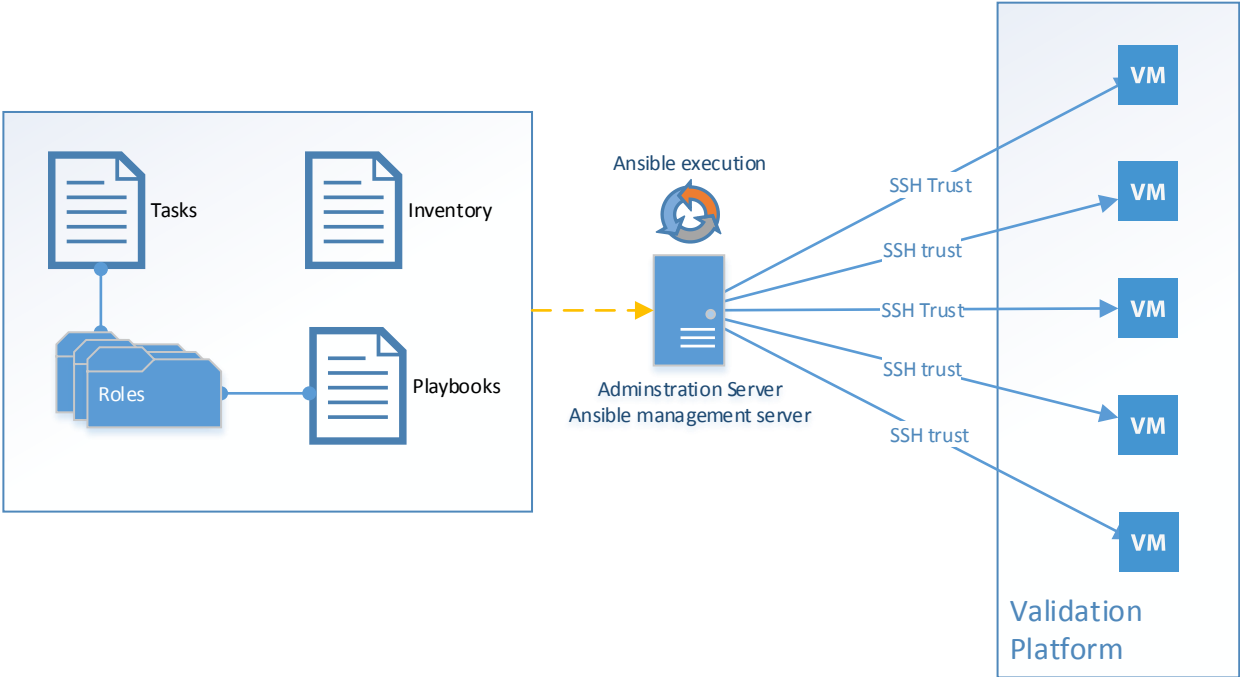 Tasks
Inventory
Roles
Playbooks
Ansible execution
Adminstration Server
Ansible management server
SSH Trust
SSH trust
SSH Trust
SSH trust
SSH trust
VM
VM
VM
VM
VM
Validation
Platform